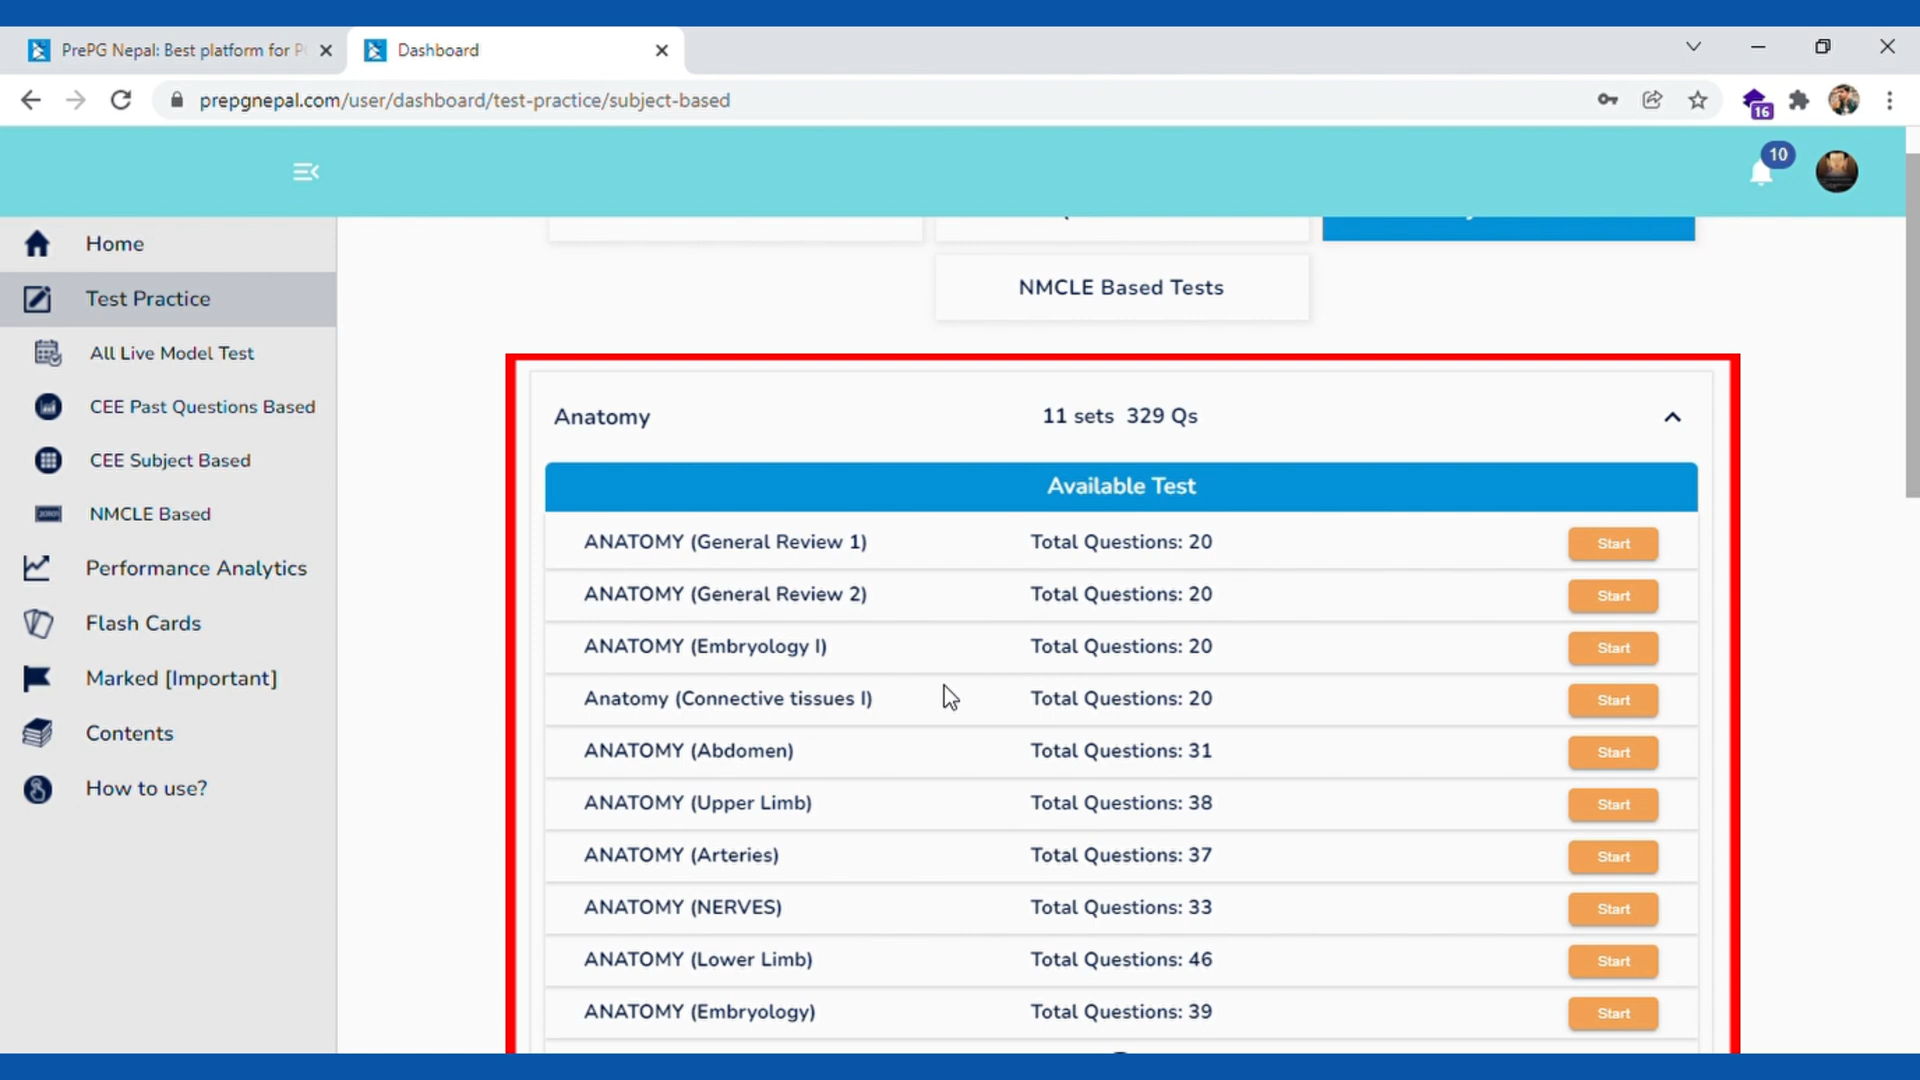 PrePG Nepal: Best platform for P
Dashboard
prepgnepal.com/user/dashboard/test-practice/subject-based
16
10
Home
Test Practice
All Live Model Test
CEE Past Questions Based
CEE Subject Based
NMCLE Based
Performance Analytics
Flash Cards
Marked [Important]
Contents
How to use?
NMCLE Based Tests
Anatomy 11 sets 329 Qs
Available Test
ANATOMY (General Review 1) Total Questions: 20 Start
ANATOMY (General Review 2) Total Questions: 20 Start
ANATOMY (Embryology I) Total Questions: 20 Start
Anatomy (Connective tissues I) Total Questions: 20 Start
ANATOMY (Abdomen) Total Questions: 31 Start
ANATOMY (Upper Limb) Total Questions: 38 Start
ANATOMY (Arteries) Total Questions: 37 Start
ANATOMY (NERVES) Total Questions: 33 Start
ANATOMY (Lower Limb) Total Questions: 46 Start
ANATOMY (Embryology) Total Questions: 39 Start